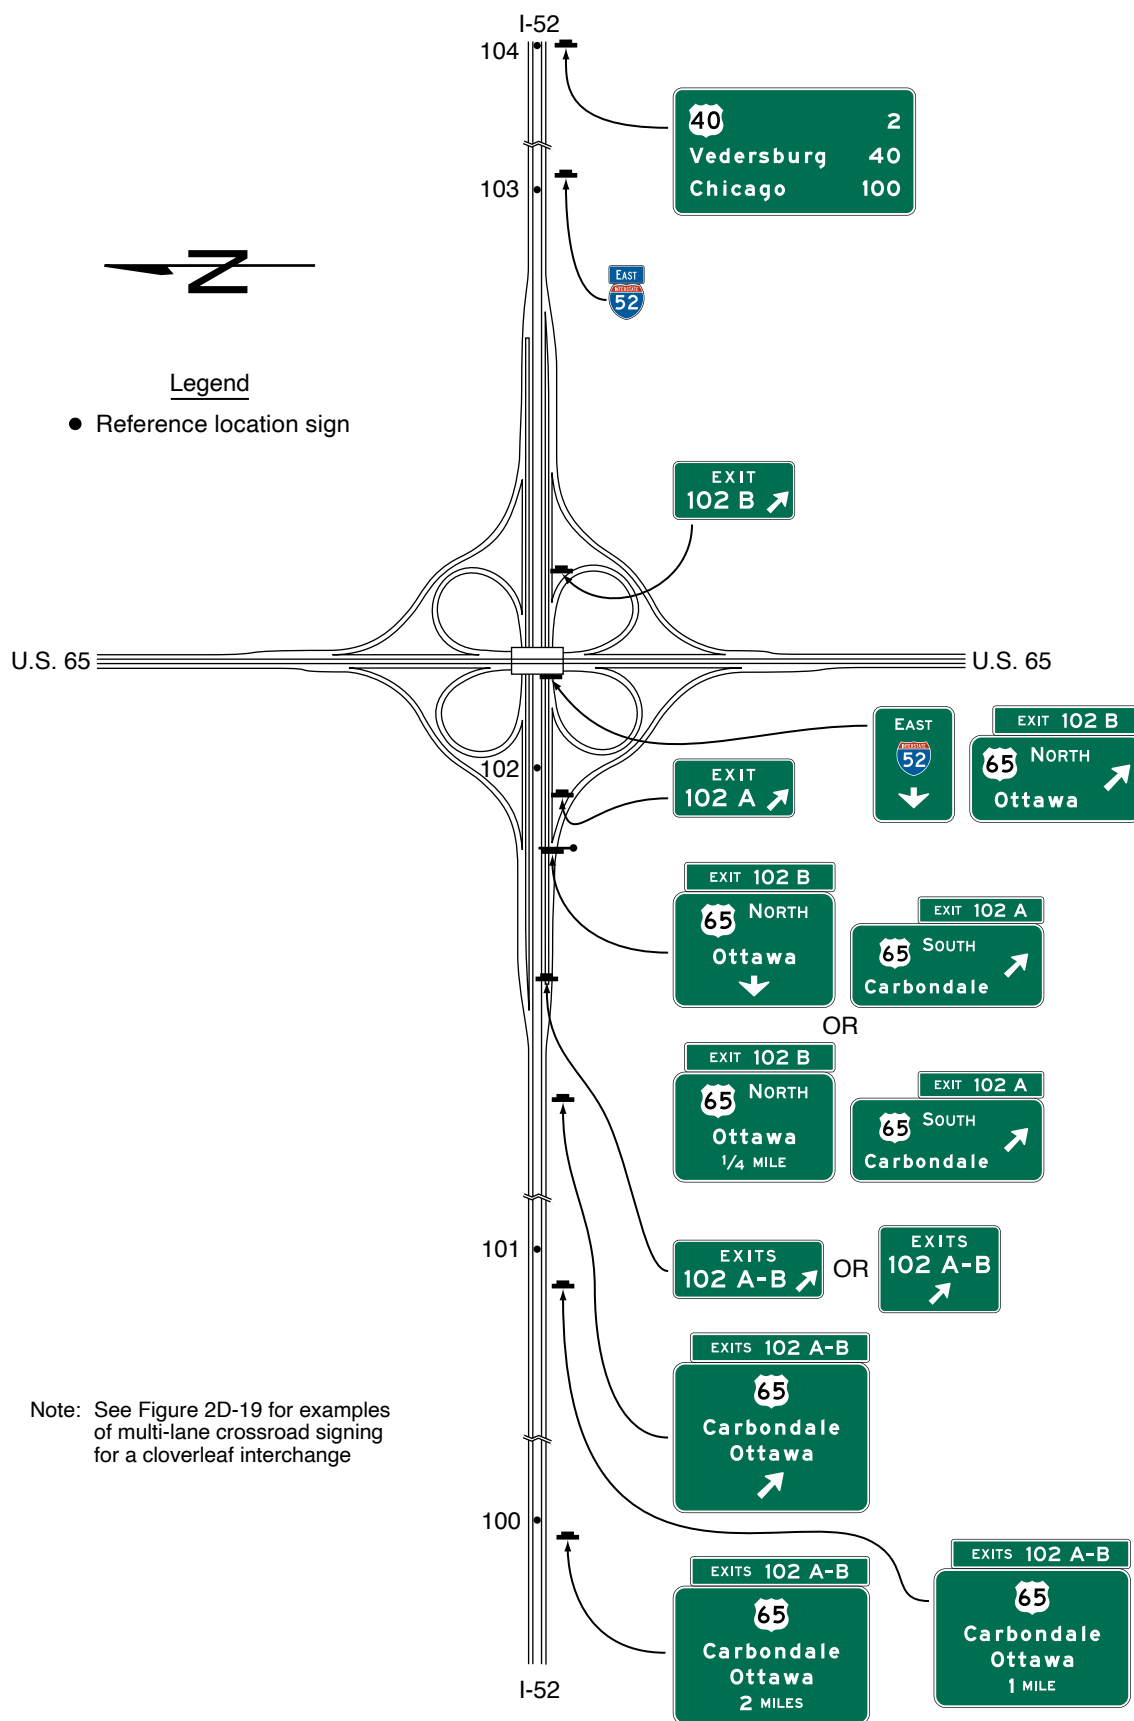 I-52
104
40 2
Vedersburg 40
Chicago 100
103
N
EAST
INTERSTATE
52
Legend
Reference location sign
EXIT
102 B
U.S. 65
U.S. 65
EAST
INTERSTATE
52
EXIT 102 B
65 NORTH
Ottawa
102
EXIT
102 A
EXIT 102 B
65 NORTH
Ottawa
EXIT 102 A
65 SOUTH
Carbondale
OR
EXIT 102 B
65 NORTH
Ottawa
1/4 MILE
EXIT 102 A
65 SOUTH
Carbondale
101
EXITS
102 A-B
OR
EXITS
102 A-B
EXITS 102 A-B
65
Carbondale
Ottawa
Note: See Figure 2D-19 for examples
of multi-lane crossroad signing
for a cloverleaf interchange
100
EXITS 102 A-B
65
Carbondale
Ottawa
2 MILES
EXITS 102 A-B
65
Carbondale
Ottawa
1 MILE
I-52